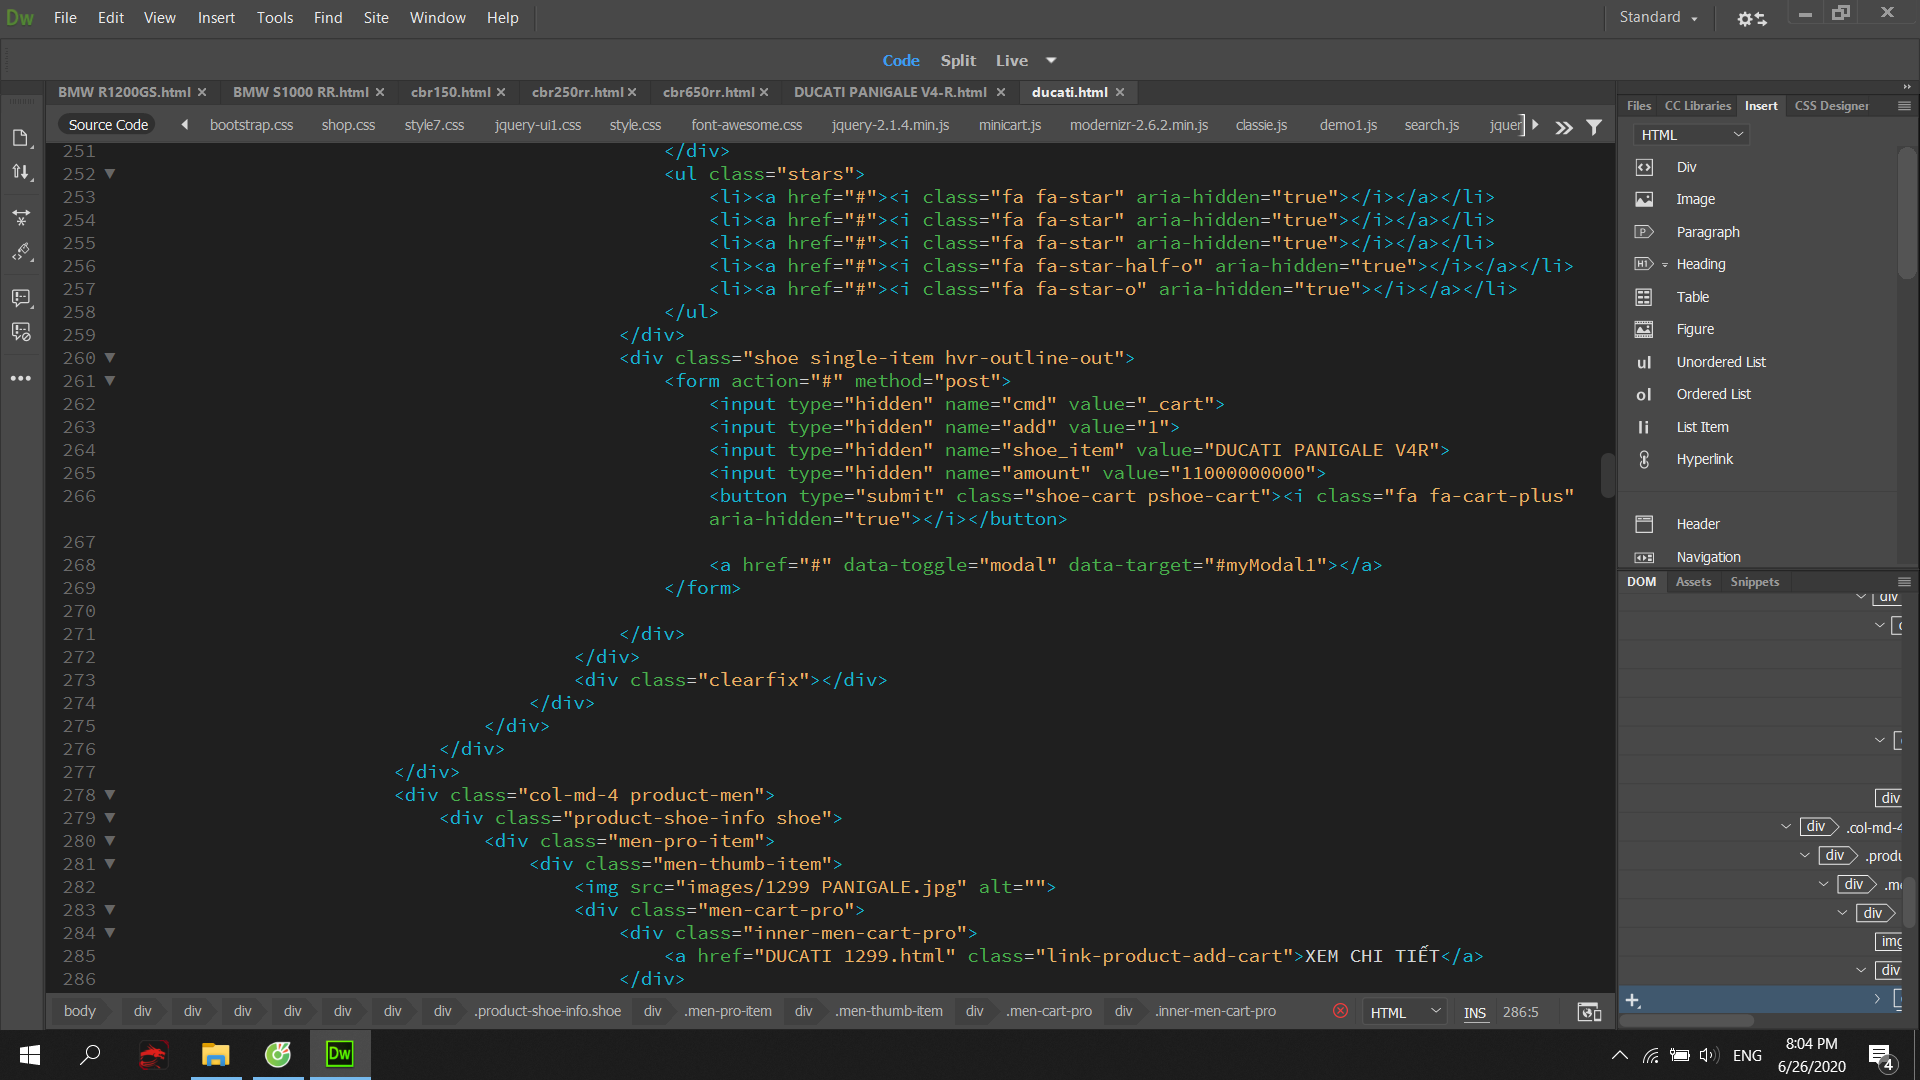 Dw File Edit View Insert Tools Find Site Window Help Standard
Code Split Live
BMW R1200GS.html BMW S1000 RR.html cbr150.html cbr250rr.html cbr650rr.html DUCATI PANIGALE V4-R.html ducati.html
Source Code bootstrap.css shop.css style7.css jquery-ui1.css style.css font-awesome.css jquery-2.1.4.min.js minicart.js modernizr-2.6.2.min.js classie.js demo1.js search.js jquer
251 </div>
252 <ul class="stars">
253 <li><a href="#"><i class="fa fa-star" aria-hidden="true"></i></a></li>
254 <li><a href="#"><i class="fa fa-star" aria-hidden="true"></i></a></li>
255 <li><a href="#"><i class="fa fa-star" aria-hidden="true"></i></a></li>
256 <li><a href="#"><i class="fa fa-star-half-o" aria-hidden="true"></i></a></li>
257 <li><a href="#"><i class="fa fa-star-o" aria-hidden="true"></i></a></li>
258 </ul>
259 </div>
260 <div class="shoe single-item hvr-outline-out">
261 <form action="#" method="post">
262 <input type="hidden" name="cmd" value="_cart">
263 <input type="hidden" name="add" value="1">
264 <input type="hidden" name="shoe_item" value="DUCATI PANIGALE V4R">
265 <input type="hidden" name="amount" value="11000000000">
266 <button type="submit" class="shoe-cart pshoe-cart"><i class="fa fa-cart-plus"
aria-hidden="true"></i></button>
267
268 <a href="#" data-toggle="modal" data-target="#myModal1"></a>
269 </form>
270
271 </div>
272 </div>
273 <div class="clearfix"></div>
274 </div>
275 </div>
276 </div>
277 </div>
278 <div class="col-md-4 product-men">
279 <div class="product-shoe-info shoe">
280 <div class="men-pro-item">
281 <div class="men-thumb-item">
282 <img src="images/1299 PANIGALE.jpg" alt="">
283 <div class="men-cart-pro">
284 <div class="inner-men-cart-pro">
285 <a href="DUCATI 1299.html" class="link-product-add-cart">XEM CHI TIẾT</a>
286 </div>
body div div div div div div div .product-shoe-info.shoe div .men-pro-item div .men-thumb-item div .men-cart-pro div .inner-men-cart-pro HTML INS 286:5
Files CC Libraries Insert CSS Designer
HTML
Div
Image
Paragraph
Heading
Table
Figure
ul Unordered List
ol Ordered List
li List Item
Hyperlink
Header
Navigation
DOM Assets Snippets
div
div
div .col-md-4
div .produ
div .me
div
img
div
Dw ENG
8:04 PM
6/26/2020
4